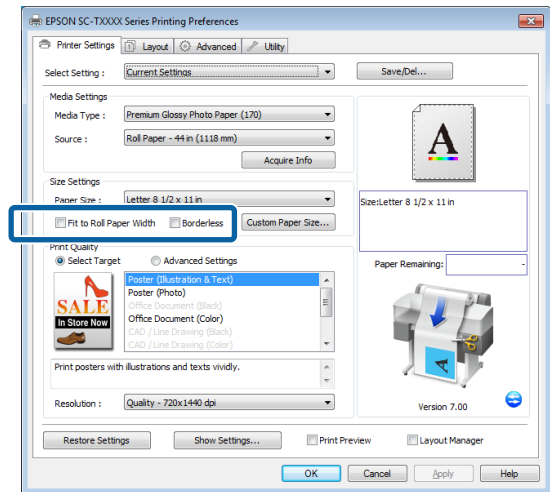 EPSON SC-TXXXX Series Printing Preferences
Printer Settings Layout Advanced Utility
Select Setting : Current Settings Save/Del...
Media Settings
Media Type : Premium Glossy Photo Paper (170)
Source : Roll Paper - 44 in (1118 mm)
Acquire Info
A
Size Settings
Paper Size : Letter 8 1/2 x 11 in
Size:Letter 8 1/2 x 11 in
Fit to Roll Paper Width Borderless Custom Paper Size...
Print Quality
Select Target Advanced Settings
Paper Remaining: -
Poster (Illustration & Text)
Poster (Photo)
Office Document (Black)
Office Document (Color)
CAD / Line Drawing (Black)
CAD / Line Drawing (Color)
SALE
In Store Now
A
Print posters with illustrations and texts vividly.
Resolution : Quality - 720x1440 dpi
Version 7.00
Restore Settings Show Settings... Print Preview Layout Manager
OK Cancel Apply Help